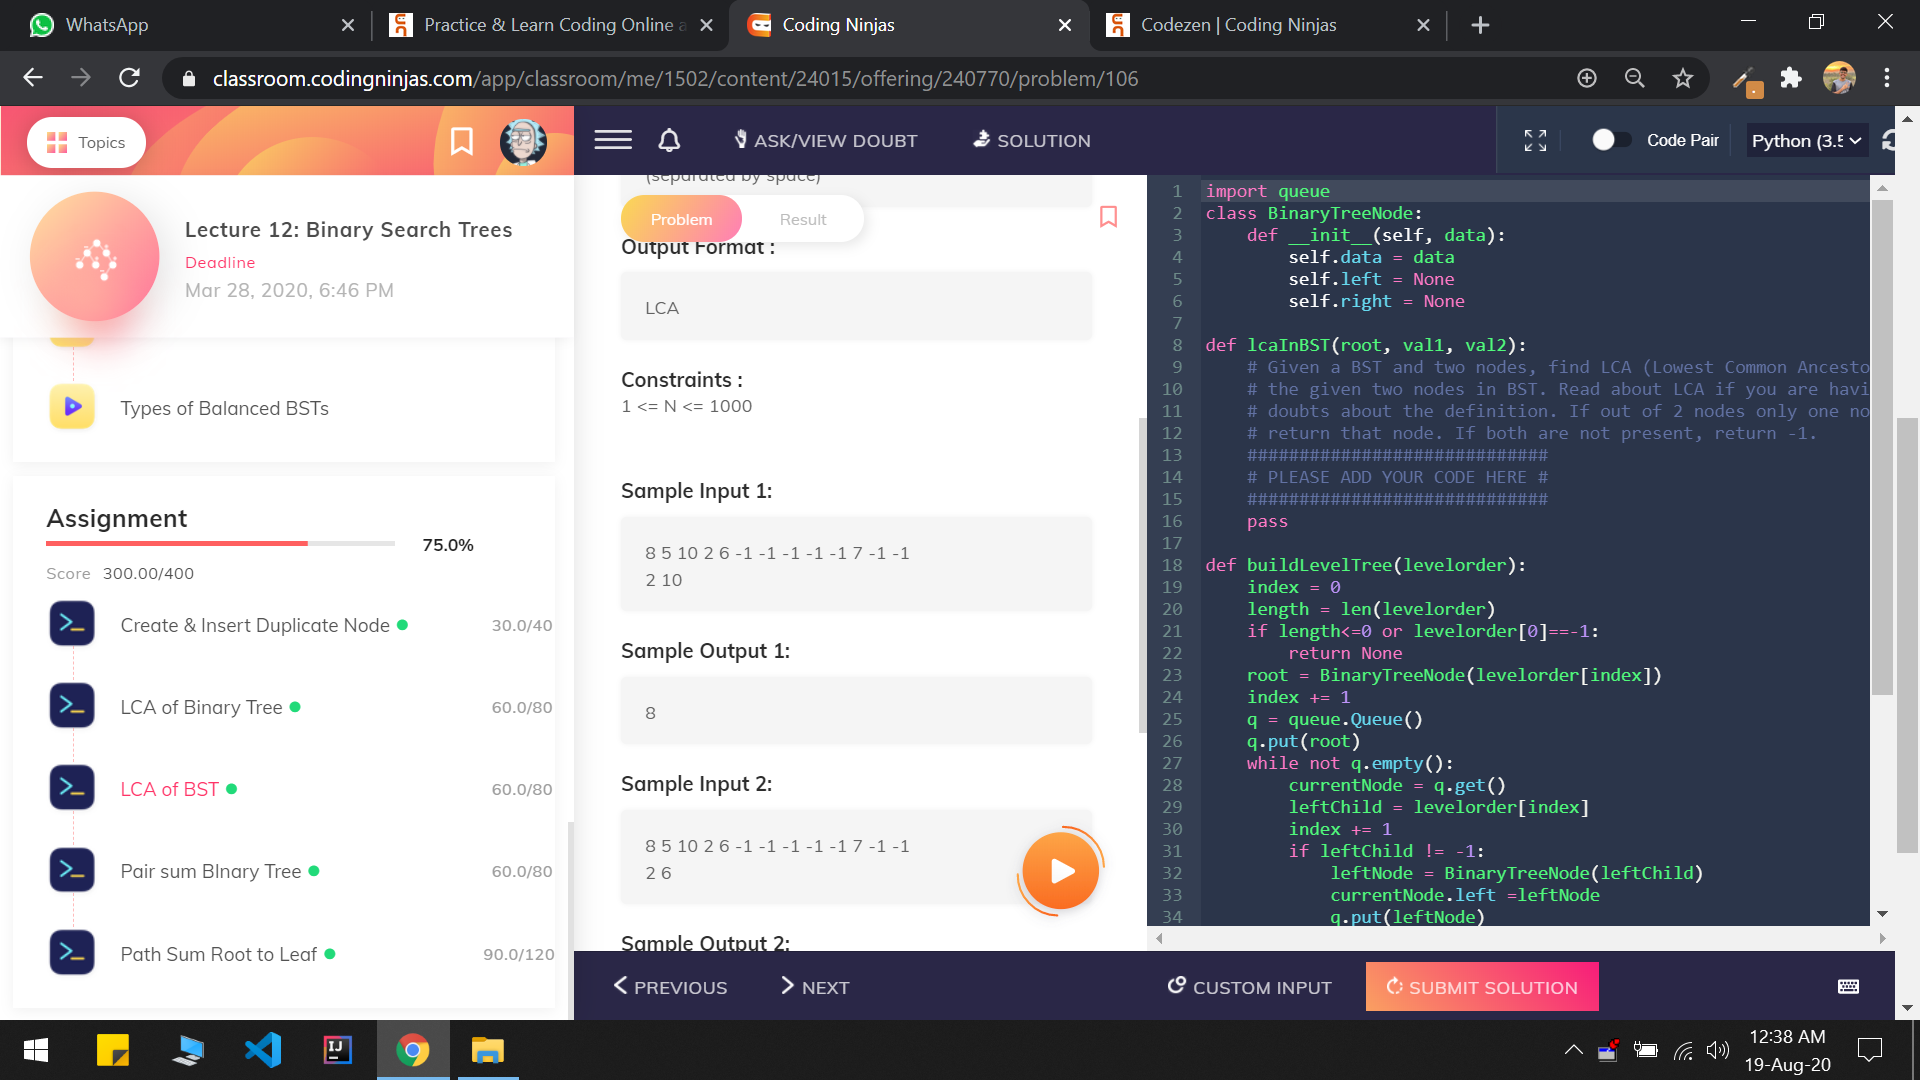 WhatsApp
Practice & Learn Coding Online a
Coding Ninjas
Codezen | Coding Ninjas
classroom.codingninjas.com/app/classroom/me/1502/content/24015/offering/240770/problem/106
Topics
ASK/VIEW DOUBT
SOLUTION
Code Pair
Python (3.5
Lecture 12: Binary Search Trees
Deadline
Mar 28, 2020, 6:46 PM
Types of Balanced BSTs
Assignment
75.0%
Score 300.00/400
Create & Insert Duplicate Node 30.0/40
LCA of Binary Tree 60.0/80
LCA of BST 60.0/80
Pair sum BInary Tree 60.0/80
Path Sum Root to Leaf 90.0/120
(separated by space)
Problem
Result
Output Format :
LCA
Constraints :
1 <= N <= 1000
Sample Input 1:
8 5 10 2 6 -1 -1 -1 -1 -1 7 -1 -1
2 10
Sample Output 1:
8
Sample Input 2:
8 5 10 2 6 -1 -1 -1 -1 -1 7 -1 -1
2 6
Sample Output 2:
1 import queue
2 class BinaryTreeNode:
3 def __init__(self, data):
4 self.data = data
5 self.left = None
6 self.right = None
7
8 def lcaInBST(root, val1, val2):
9 # Given a BST and two nodes, find LCA (Lowest Common Ancesto
10 # the given two nodes in BST. Read about LCA if you are havi
11 # doubts about the definition. If out of 2 nodes only one no
12 # return that node. If both are not present, return -1.
13 #############################
14 # PLEASE ADD YOUR CODE HERE #
15 #############################
16 pass
17
18 def buildLevelTree(levelorder):
19 index = 0
20 length = len(levelorder)
21 if length<=0 or levelorder[0]==-1:
22 return None
23 root = BinaryTreeNode(levelorder[index])
24 index += 1
25 q = queue.Queue()
26 q.put(root)
27 while not q.empty():
28 currentNode = q.get()
29 leftChild = levelorder[index]
30 index += 1
31 if leftChild != -1:
32 leftNode = BinaryTreeNode(leftChild)
33 currentNode.left =leftNode
34 q.put(leftNode)
PREVIOUS
NEXT
CUSTOM INPUT
SUBMIT SOLUTION
IJ
12:38 AM
19-Aug-20